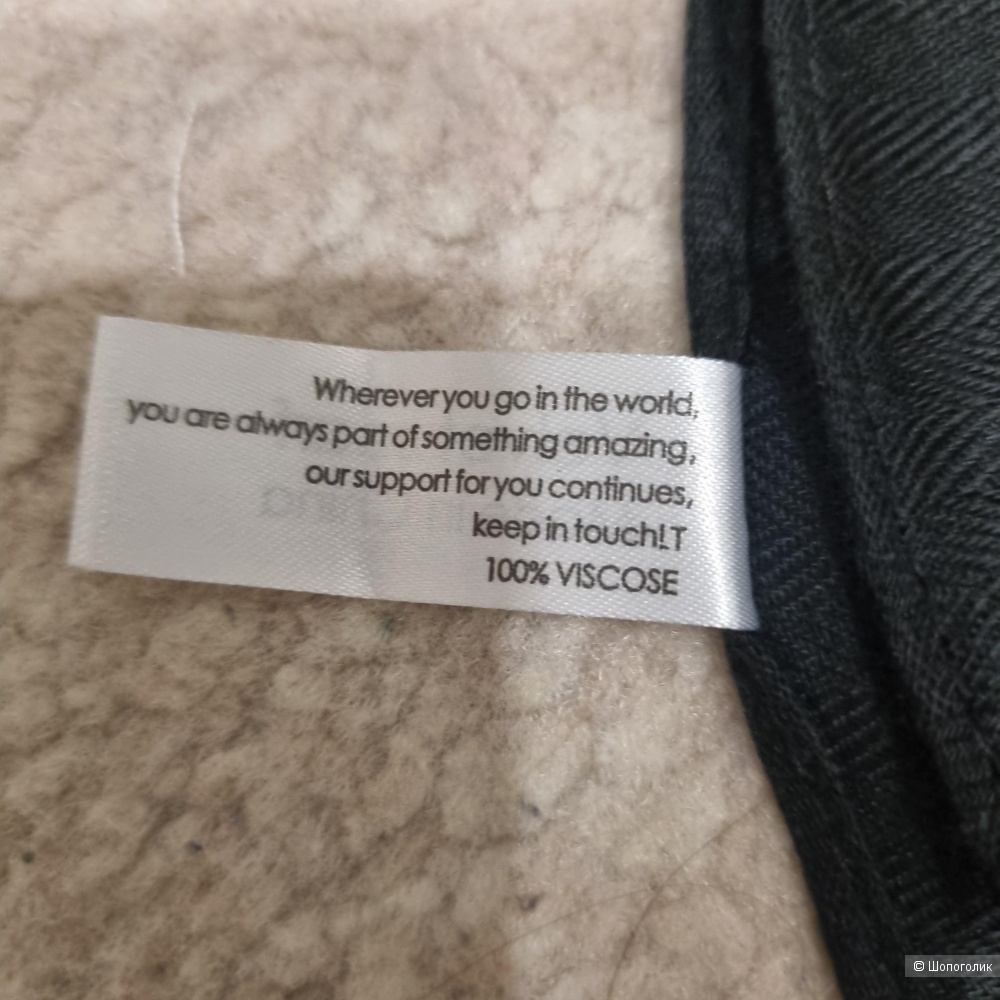 Wherever you go in the world,
you are always part of something amazing,
our support for you continues,
keep in touch!.T
100% VISCOSE
© Шопоголик